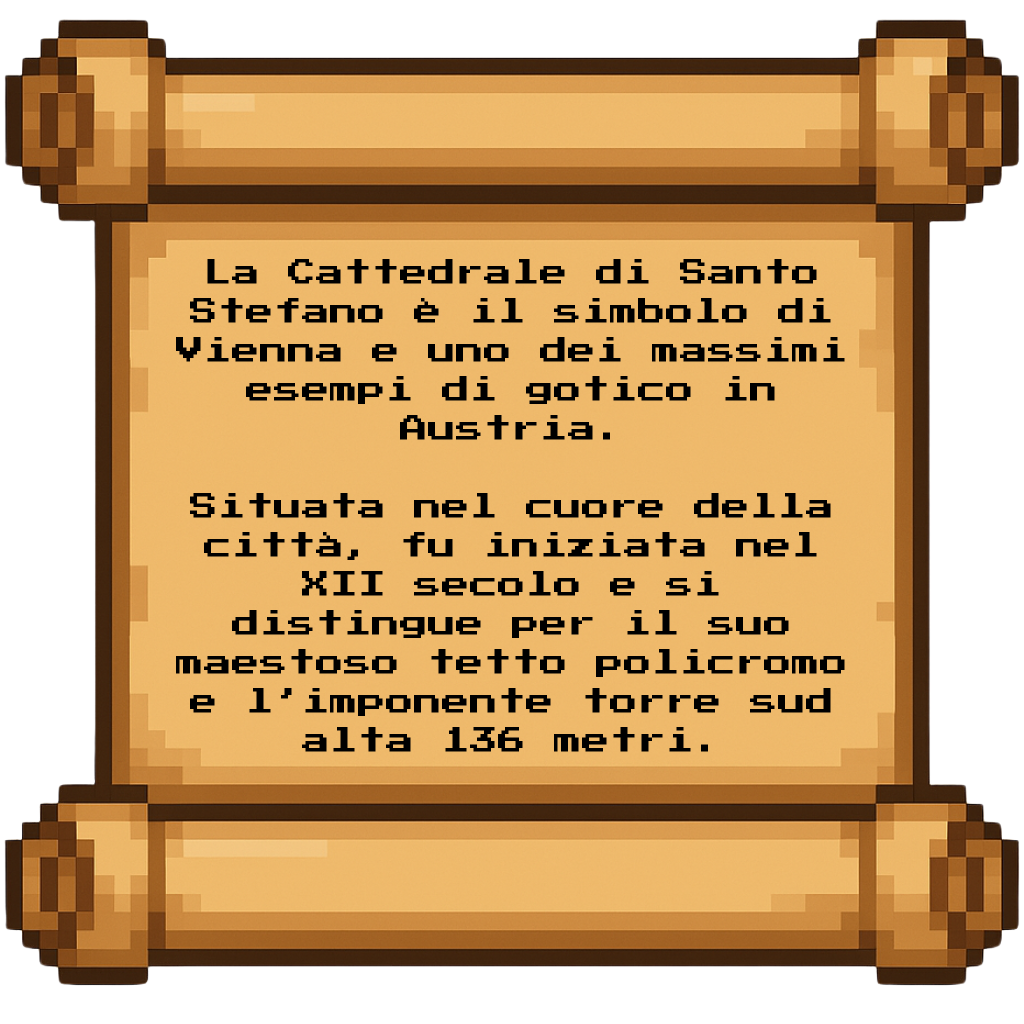 La Cattedrale di Santo
Stefano è il simbolo di
Vienna e uno dei massimi
esempi di gotico in
Austria.
Situata nel cuore della
città, fu iniziata nel
XII secolo e si
distingue per il suo
maestoso tetto policromo
e l'imponente torre sud
alta 136 metri.